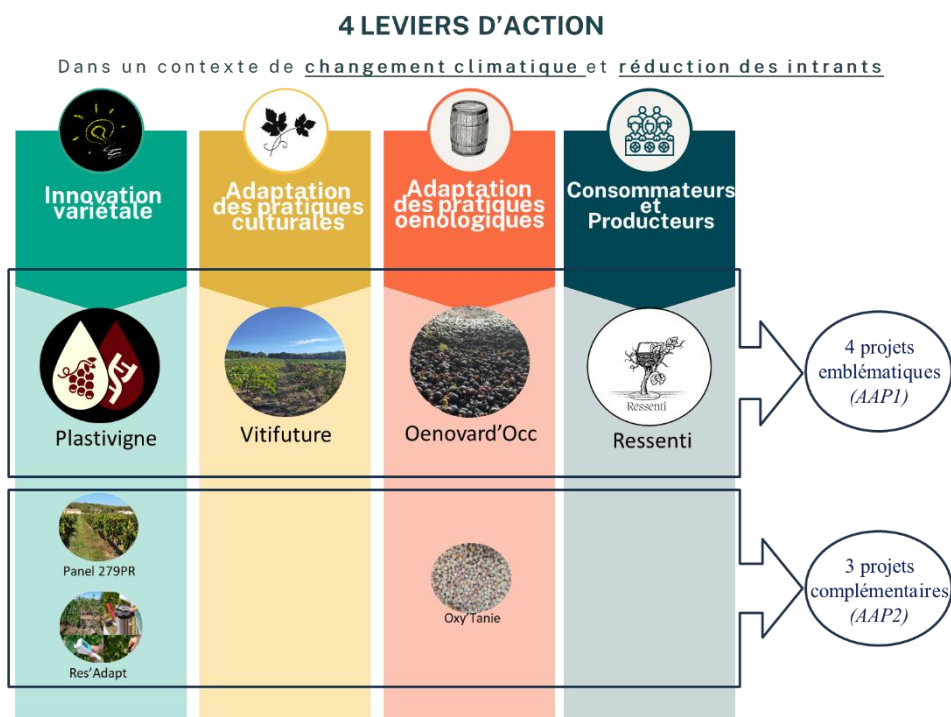 4 LEVIERS D'ACTION
Dans un contexte de changement climatique et réduction des intrants
Innovation
variétale
Adaptation
des pratiques
culturales
Adaptation
des pratiques
oenologiques
Consommateurs
et
Producteurs
Plastivigne
Vitifuture
Oenovard'Occ
Ressenti
Ressenti
4 projets
emblématiques
(AAP1)
Panel 279PR
Res'Adapt
Oxy'Tanie
3 projets
complémentaires
(AAP2)